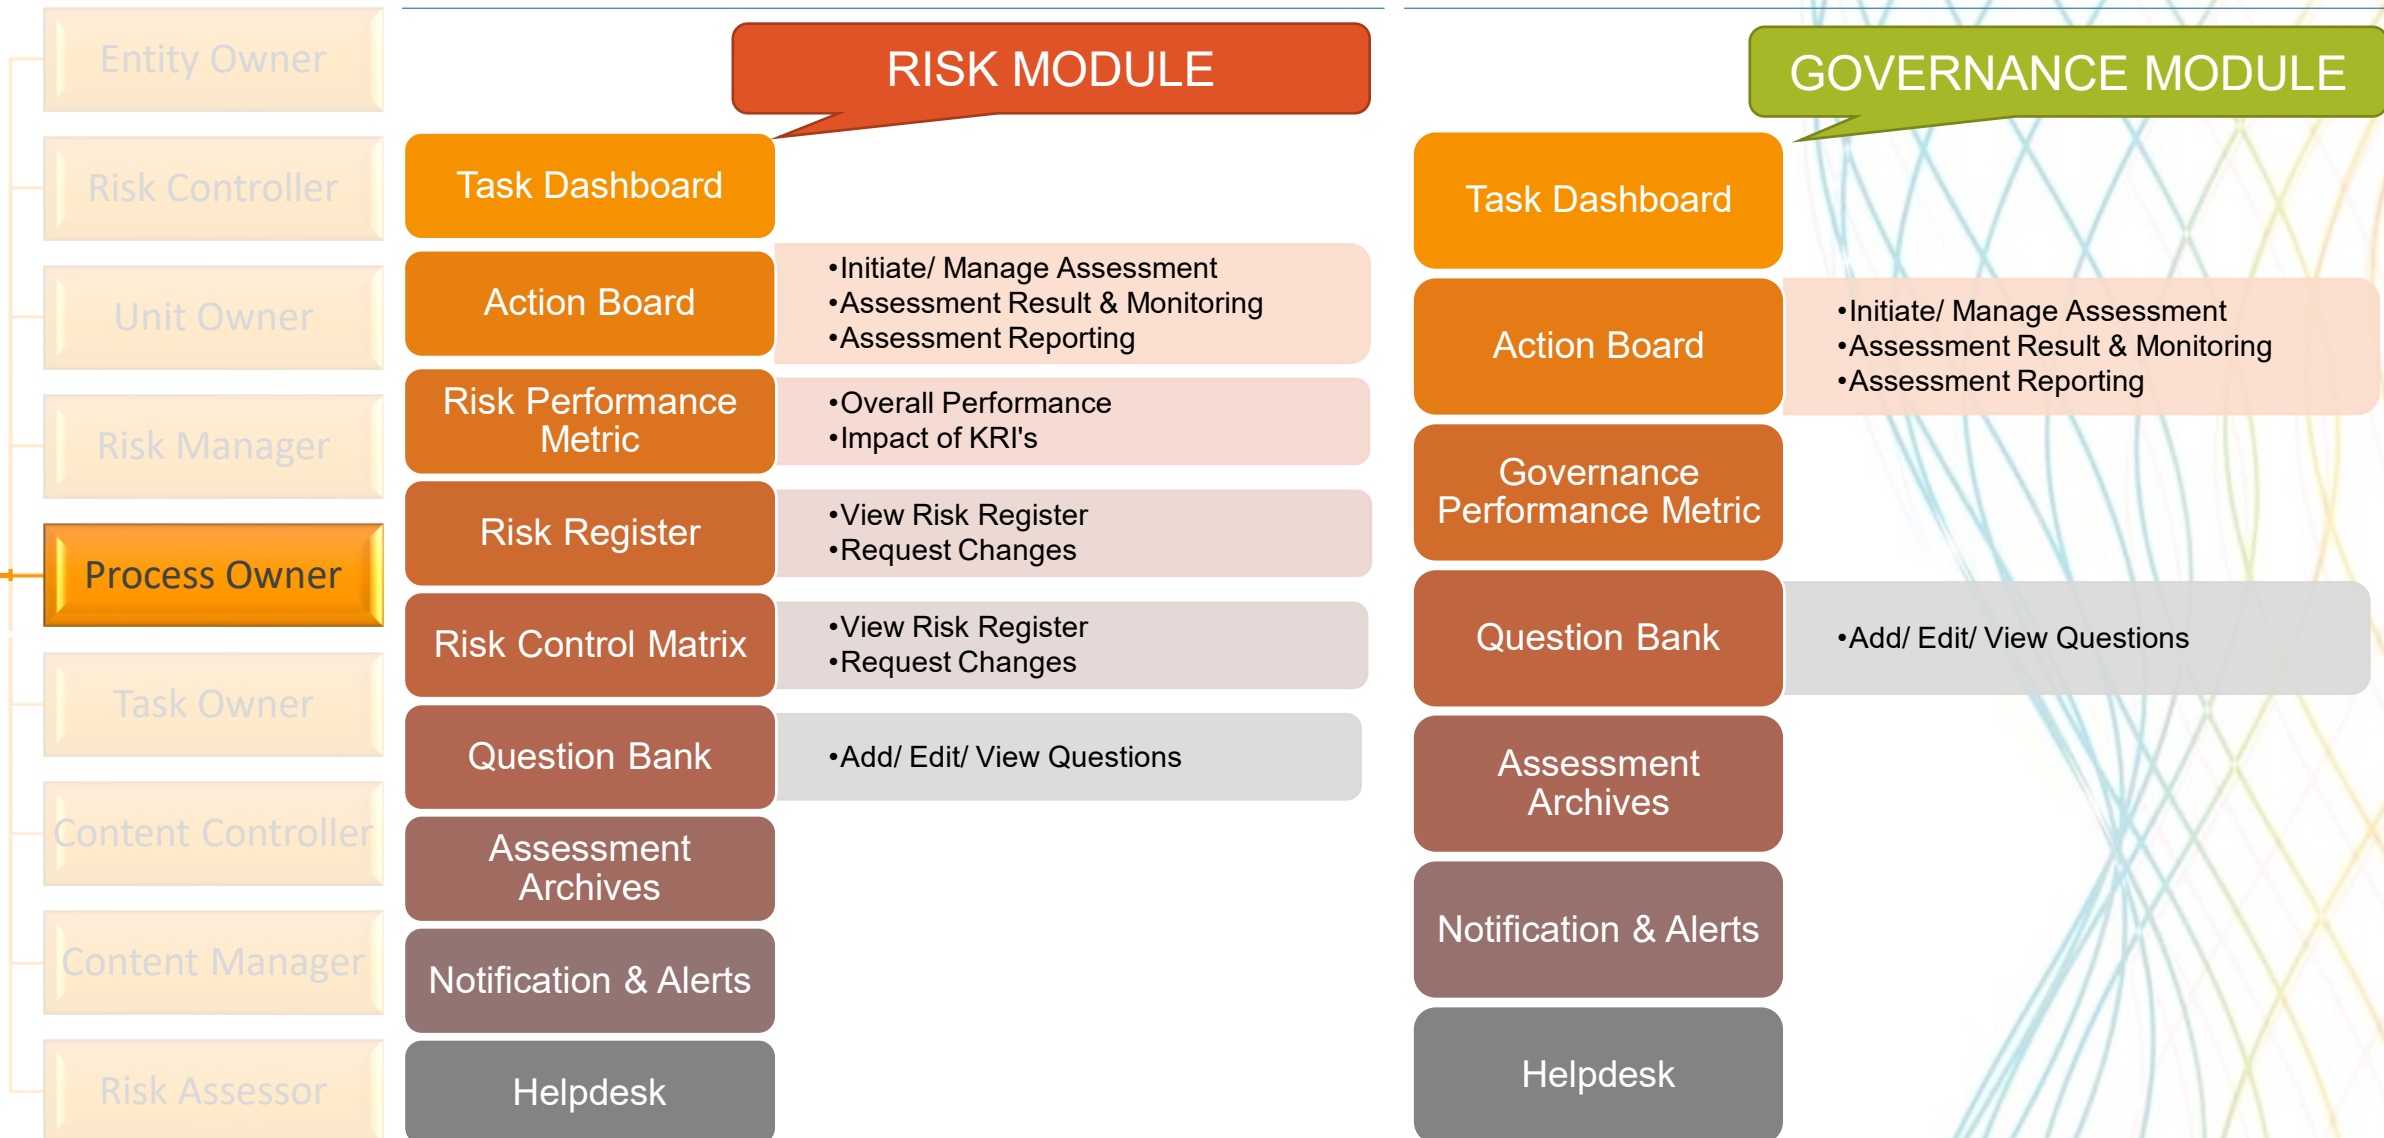 Entity Owner
Risk Controller
Unit Owner
Risk Manager
Process Owner
Task Owner
Content Controller
Content Manager
Risk Assessor
RISK MODULE
Task Dashboard
Action Board
•Initiate/ Manage Assessment
•Assessment Result & Monitoring
•Assessment Reporting
Risk Performance
Metric
•Overall Performance
•Impact of KRI's
Risk Register
•View Risk Register
•Request Changes
Risk Control Matrix
•View Risk Register
•Request Changes
Question Bank
•Add/ Edit/ View Questions
Assessment
Archives
Notification & Alerts
Helpdesk
GOVERNANCE MODULE
Task Dashboard
Action Board
•Initiate/ Manage Assessment
•Assessment Result & Monitoring
•Assessment Reporting
Governance
Performance Metric
Question Bank
•Add/ Edit/ View Questions
Assessment
Archives
Notification & Alerts
Helpdesk